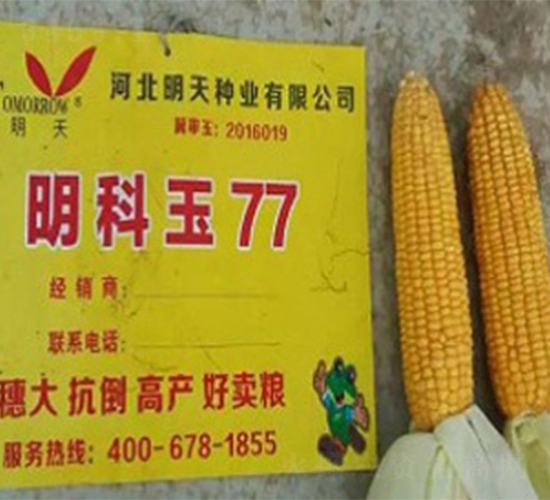 TOMORROW®
明天
河北明天种业有限公司
冀审玉: 2016019
明科玉77
经销商:
联系电话:
穗大 抗倒 高产 好卖粮
服务热线: 400-678-1855